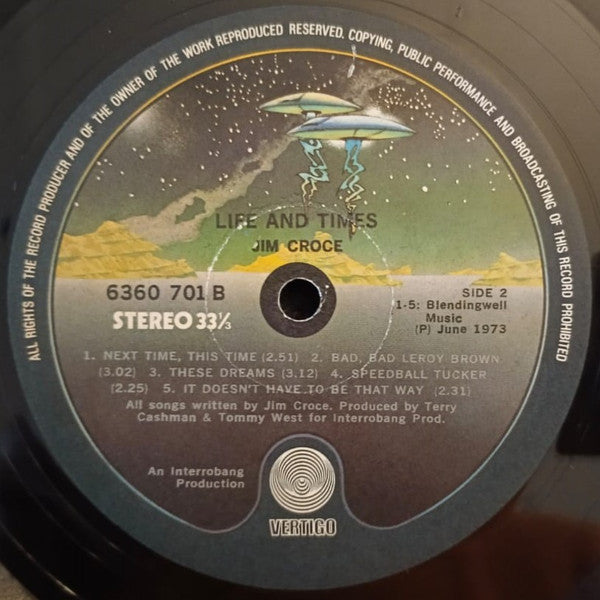 ALL RIGHTS OF THE RECORD PRODUCER AND OF THE OWNER OF THE WORK REPRODUCED RESERVED. COPYING, PUBLIC PERFORMANCE AND BROADCASTING OF THIS RECORD PROHIBITED
LIFE AND TIMES
JIM CROCE
6360 701 B
STEREO 33⅓
SIDE 2
1-5: Blendingwell
Music
(P) June 1973
1. NEXT TIME, THIS TIME (2.51) 2. BAD, BAD LEROY BROWN
(3.02) 3. THESE DREAMS (3.12) 4. SPEEDBALL TUCKER
(2.25) 5. IT DOESN'T HAVE TO BE THAT WAY (2.31)
All songs written by Jim Croce. Produced by Terry
Cashman & Tommy West for Interrobang Prod.
An Interrobang
Production
VERTIGO